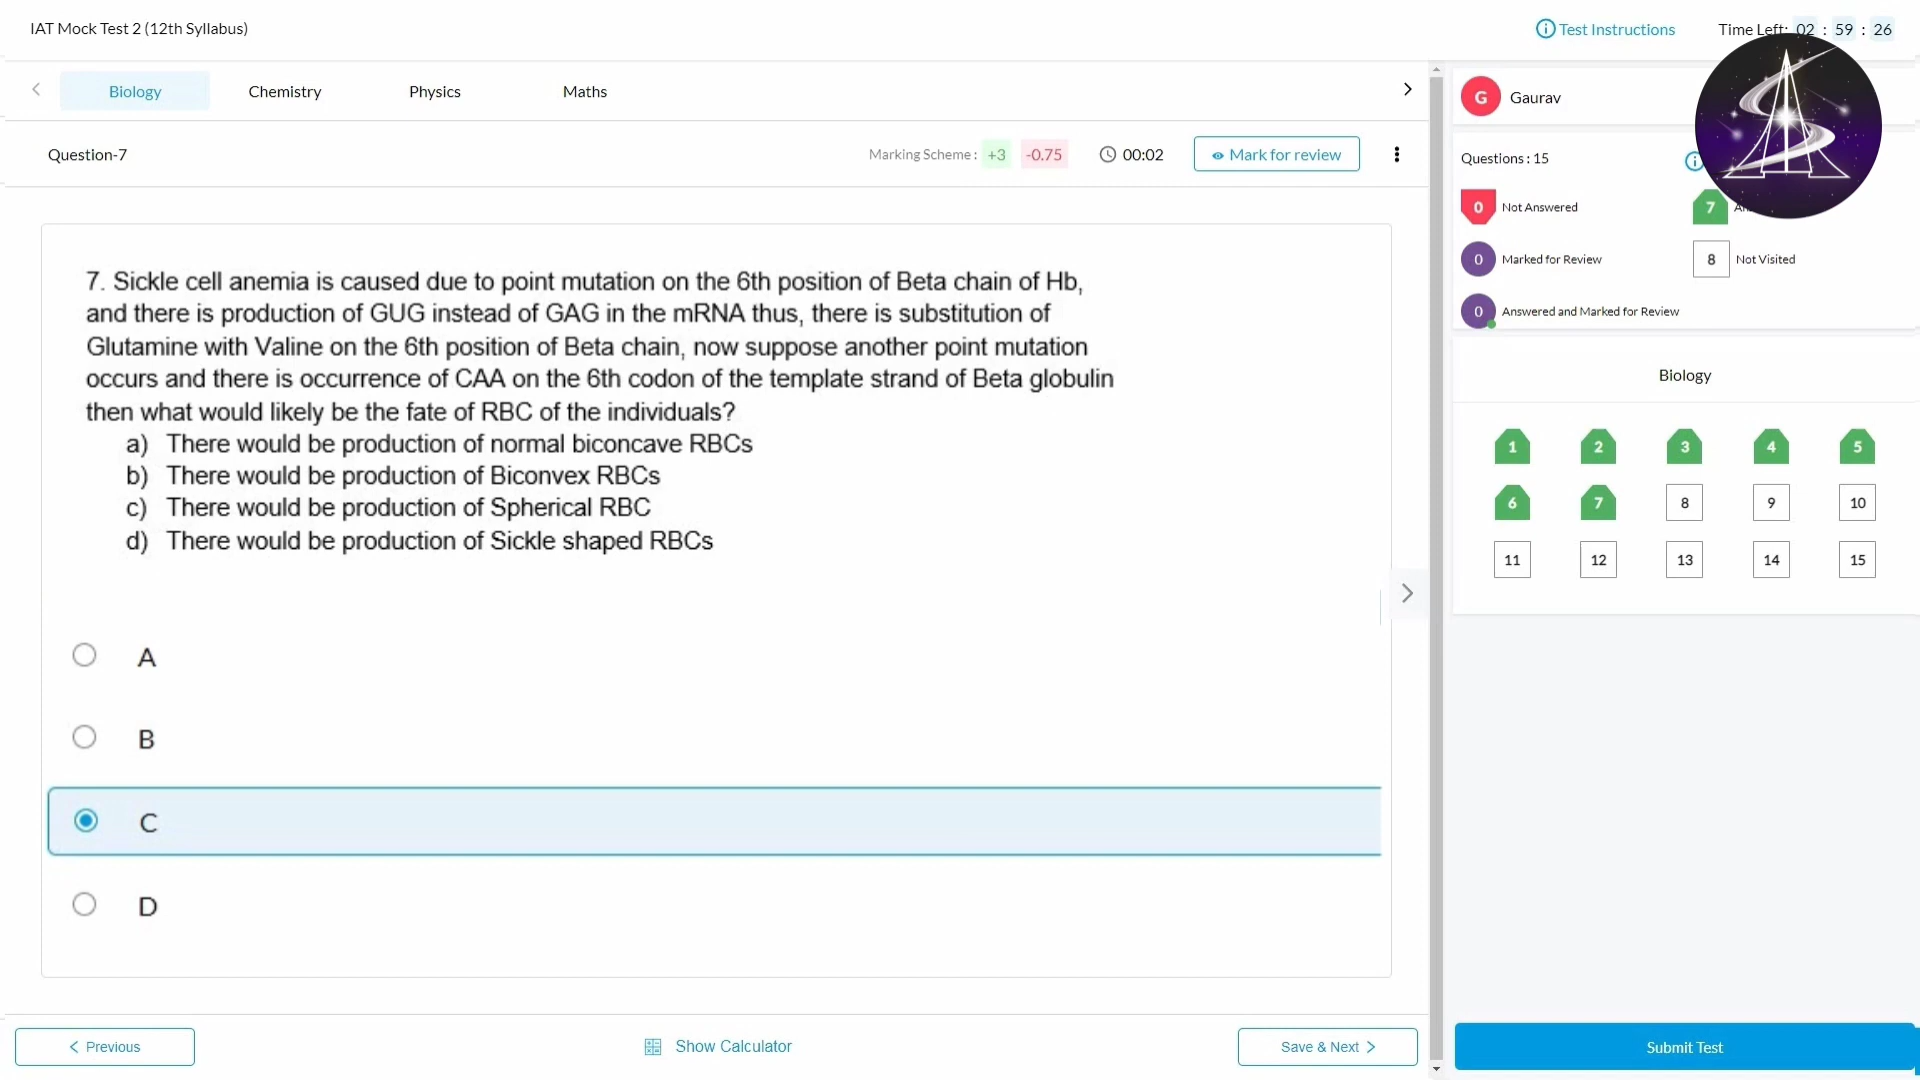 IAT Mock Test 2 (12th Syllabus)
Test Instructions
Time Left: 02 : 59 : 26
Biology
Chemistry
Physics
Maths
G
Gaurav
Question-7
Marking Scheme : +3 -0.75
00:02
Mark for review
Questions : 15
0 Not Answered
7
0 Marked for Review
8 Not Visited
0 Answered and Marked for Review
7. Sickle cell anemia is caused due to point mutation on the 6th position of Beta chain of Hb,
and there is production of GUG instead of GAG in the mRNA thus, there is substitution of
Glutamine with Valine on the 6th position of Beta chain, now suppose another point mutation
occurs and there is occurrence of CAA on the 6th codon of the template strand of Beta globulin
then what would likely be the fate of RBC of the individuals?
a) There would be production of normal biconcave RBCs
b) There would be production of Biconvex RBCs
c) There would be production of Spherical RBC
d) There would be production of Sickle shaped RBCs
A
B
C
D
Biology
1 2 3 4 5
6 7 8 9 10
11 12 13 14 15
Previous
Show Calculator
Save & Next
Submit Test